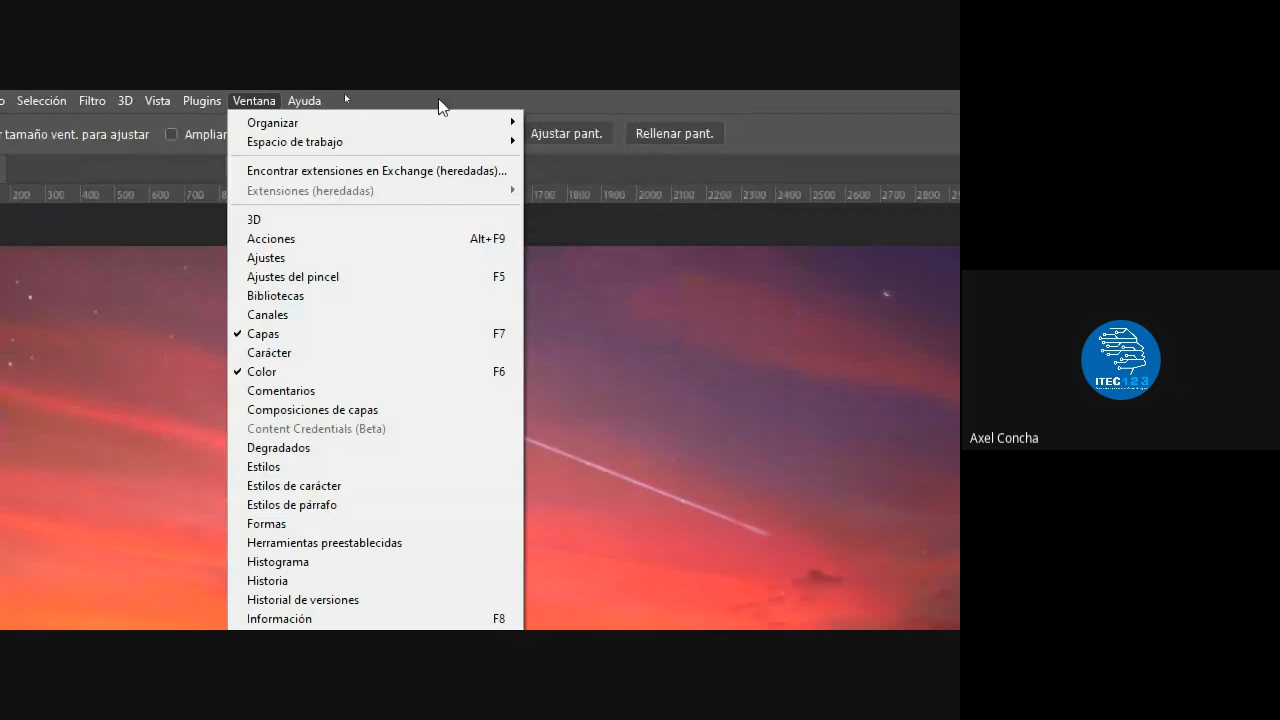 o Selección Filtro 3D Vista Plugins Ventana Ayuda
r tamaño vent. para ajustar Ampliar Ajustar pant. Rellenar pant.
200 300 400 500 600 700 8 1700 1800 1900 2000 2100 2200 2300 2400 2500 2600 2700 2800 2
Organizar
Espacio de trabajo
Encontrar extensiones en Exchange (heredadas)...
Extensiones (heredadas)
3D
Acciones Alt+F9
Ajustes
Ajustes del pincel F5
Bibliotecas
Canales
Capas F7
Carácter
Color F6
Comentarios
Composiciones de capas
Content Credentials (Beta)
Degradados
Estilos
Estilos de carácter
Estilos de párrafo
Formas
Herramientas preestablecidas
Histograma
Historia
Historial de versiones
Información F8
ITEC123
Axel Concha